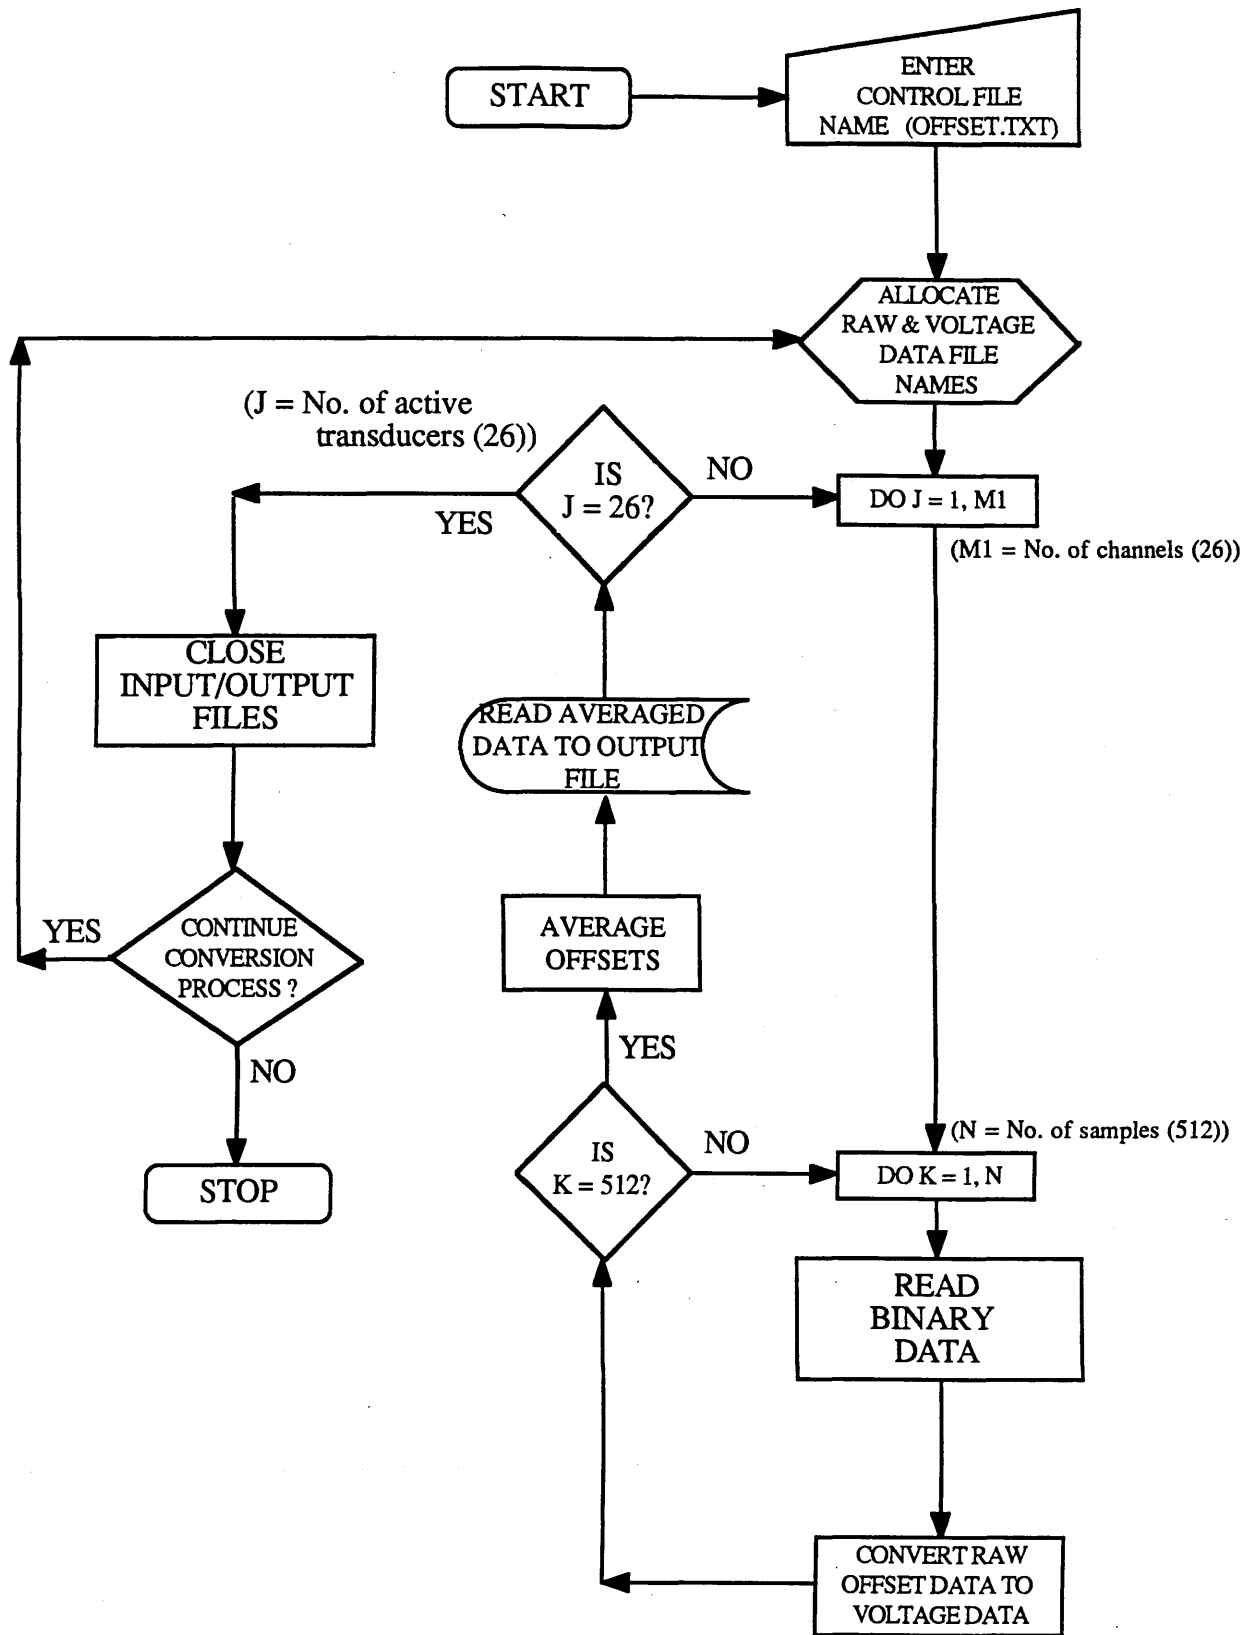 START
ENTER
CONTROL FILE
NAME (OFFSET.TXT)
ALLOCATE
RAW & VOLTAGE
DATA FILE
NAMES
(J = No. of active
transducers (26))
IS
J = 26?
NO
YES
DO J = 1, M1
(M1 = No. of channels (26))
CLOSE
INPUT/OUTPUT
FILES
READ AVERAGED
DATA TO OUTPUT
FILE
AVERAGE
OFFSETS
YES
CONTINUE
CONVERSION
PROCESS ?
YES
NO
STOP
IS
K = 512?
NO
(N = No. of samples (512))
DO K = 1, N
READ
BINARY
DATA
CONVERT RAW
OFFSET DATA TO
VOLTAGE DATA